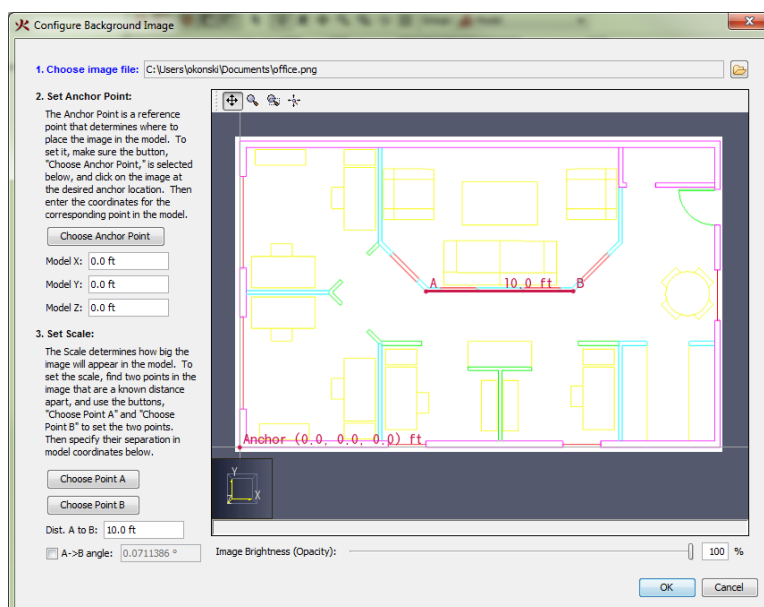 Configure Background Image
1. Choose image file: C:\Users\okonski\Documents\office.png
2. Set Anchor Point:
The Anchor Point is a reference
point that determines where to
place the image in the model. To
set it, make sure the button,
"Choose Anchor Point," is selected
below, and click on the image at
the desired anchor location. Then
enter the coordinates for the
corresponding point in the model.
Choose Anchor Point
Model X: 0.0 ft
Model Y: 0.0 ft
Model Z: 0.0 ft
3. Set Scale:
The Scale determines how big the
image will appear in the model. To
set the scale, find two points in the
image that are a known distance
apart, and use the buttons,
"Choose Point A" and "Choose
Point B" to set the two points.
Then specify their separation in
model coordinates below.
Choose Point A
Choose Point B
Dist. A to B: 10.0 ft
A->B angle: 0.0711386 °
A 10.0 ft B
Anchor (0.0, 0.0, 0.0) ft
Y
Z X
Image Brightness (Opacity): 100 %
OK Cancel